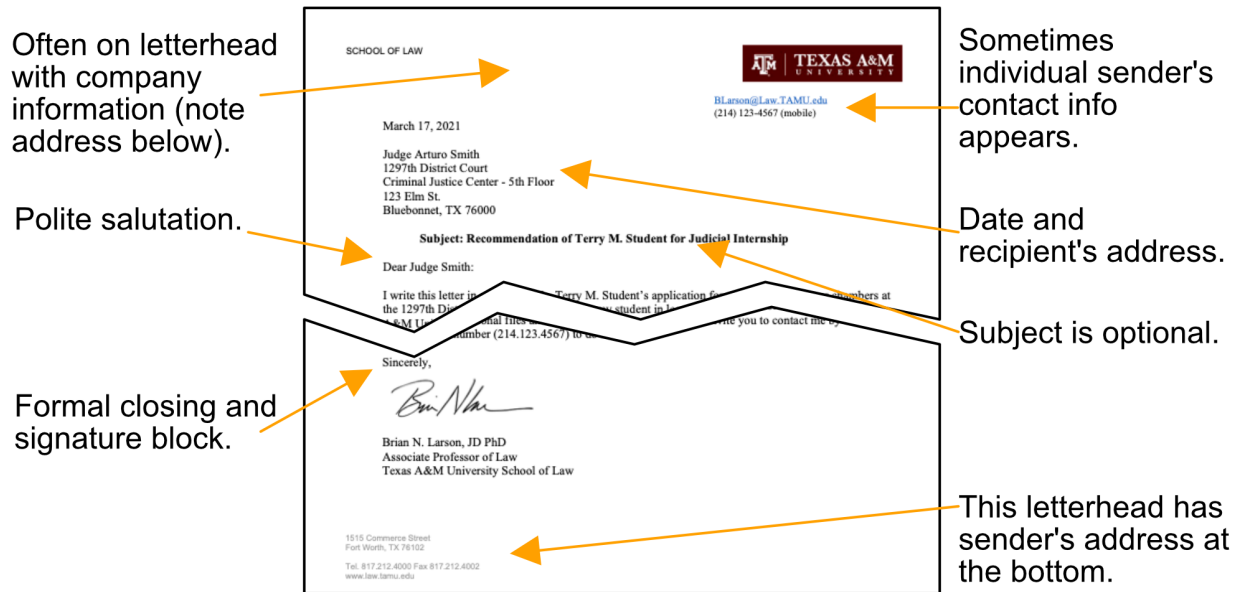 Often on letterhead
with company
information (note
address below).
Polite salutation.
Formal closing and
signature block.
SCHOOL OF LAW
ĀM | TEXAS A&M
UNIVERSITY
BLarson@Law.TAMU.edu
(214) 123-4567 (mobile)
March 17, 2021
Judge Arturo Smith
1297th District Court
Criminal Justice Center - 5th Floor
123 Elm St.
Bluebonnet, TX 76000
Subject: Recommendation of Terry M. Student for Judicial Internship
Dear Judge Smith:
I write this letter in Terry M. Student’s application at
the 1297th student in
A&M files you to contact me by
(214.123.4567) to
Sincerely,
Brian N. Larson, JD PhD
Associate Professor of Law
Texas A&M University School of Law
1515 Commerce Street
Fort Worth, TX 76102
Tel. 817.212.4000 Fax 817.212.4002
www.law.tamu.edu
Sometimes
individual sender's
contact info
appears.
Date and
recipient's address.
Subject is optional.
This letterhead has
sender's address at
the bottom.